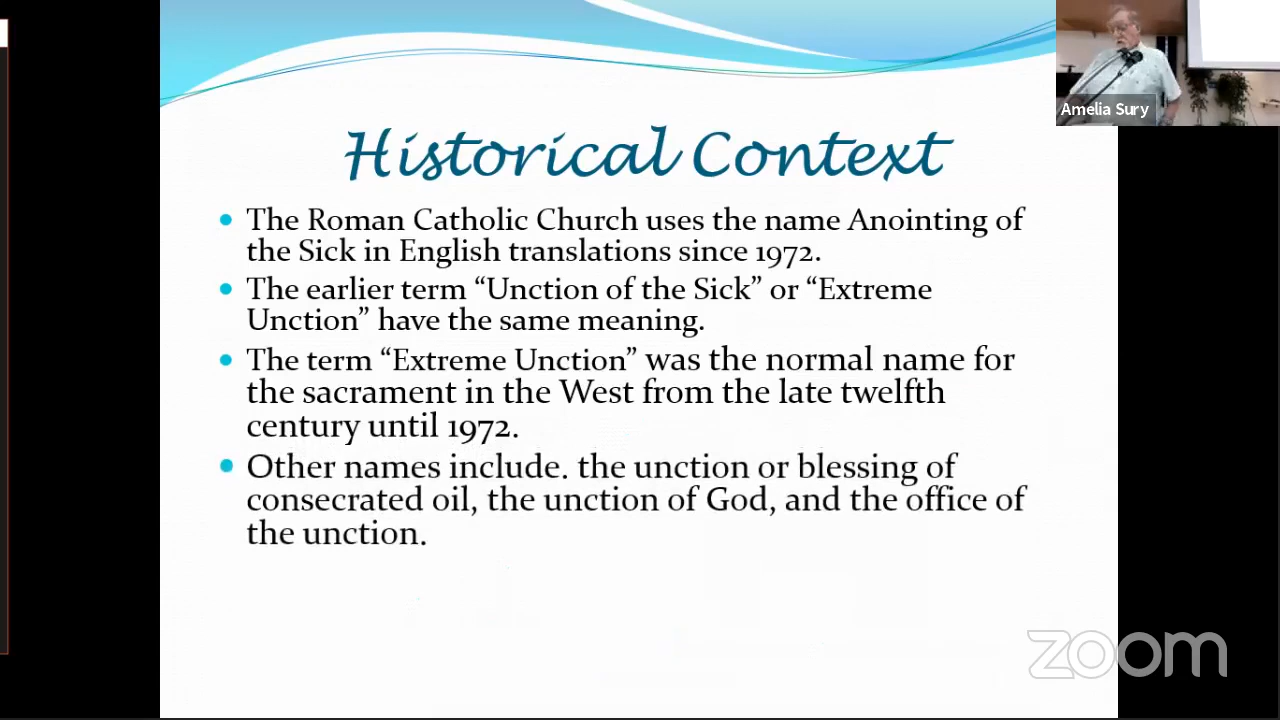 Amelia Sury
Historical Context
• The Roman Catholic Church uses the name Anointing of
the Sick in English translations since 1972.
• The earlier term “Unction of the Sick” or “Extreme
Unction” have the same meaning.
• The term “Extreme Unction” was the normal name for
the sacrament in the West from the late twelfth
century until 1972.
• Other names include. the unction or blessing of
consecrated oil, the unction of God, and the office of
the unction.
zoom